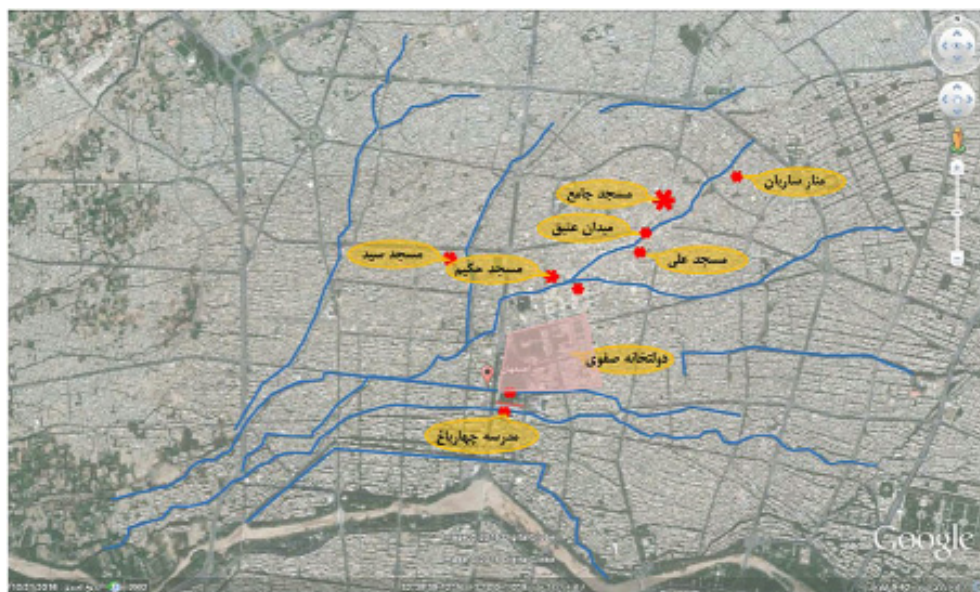 منار ساربان
مسجد جامع
میدان عتیق
مسجد علی
مسجد سید
مسجد حکیم
دولتخانه صفوی
مدرسه چهارباغ
Google